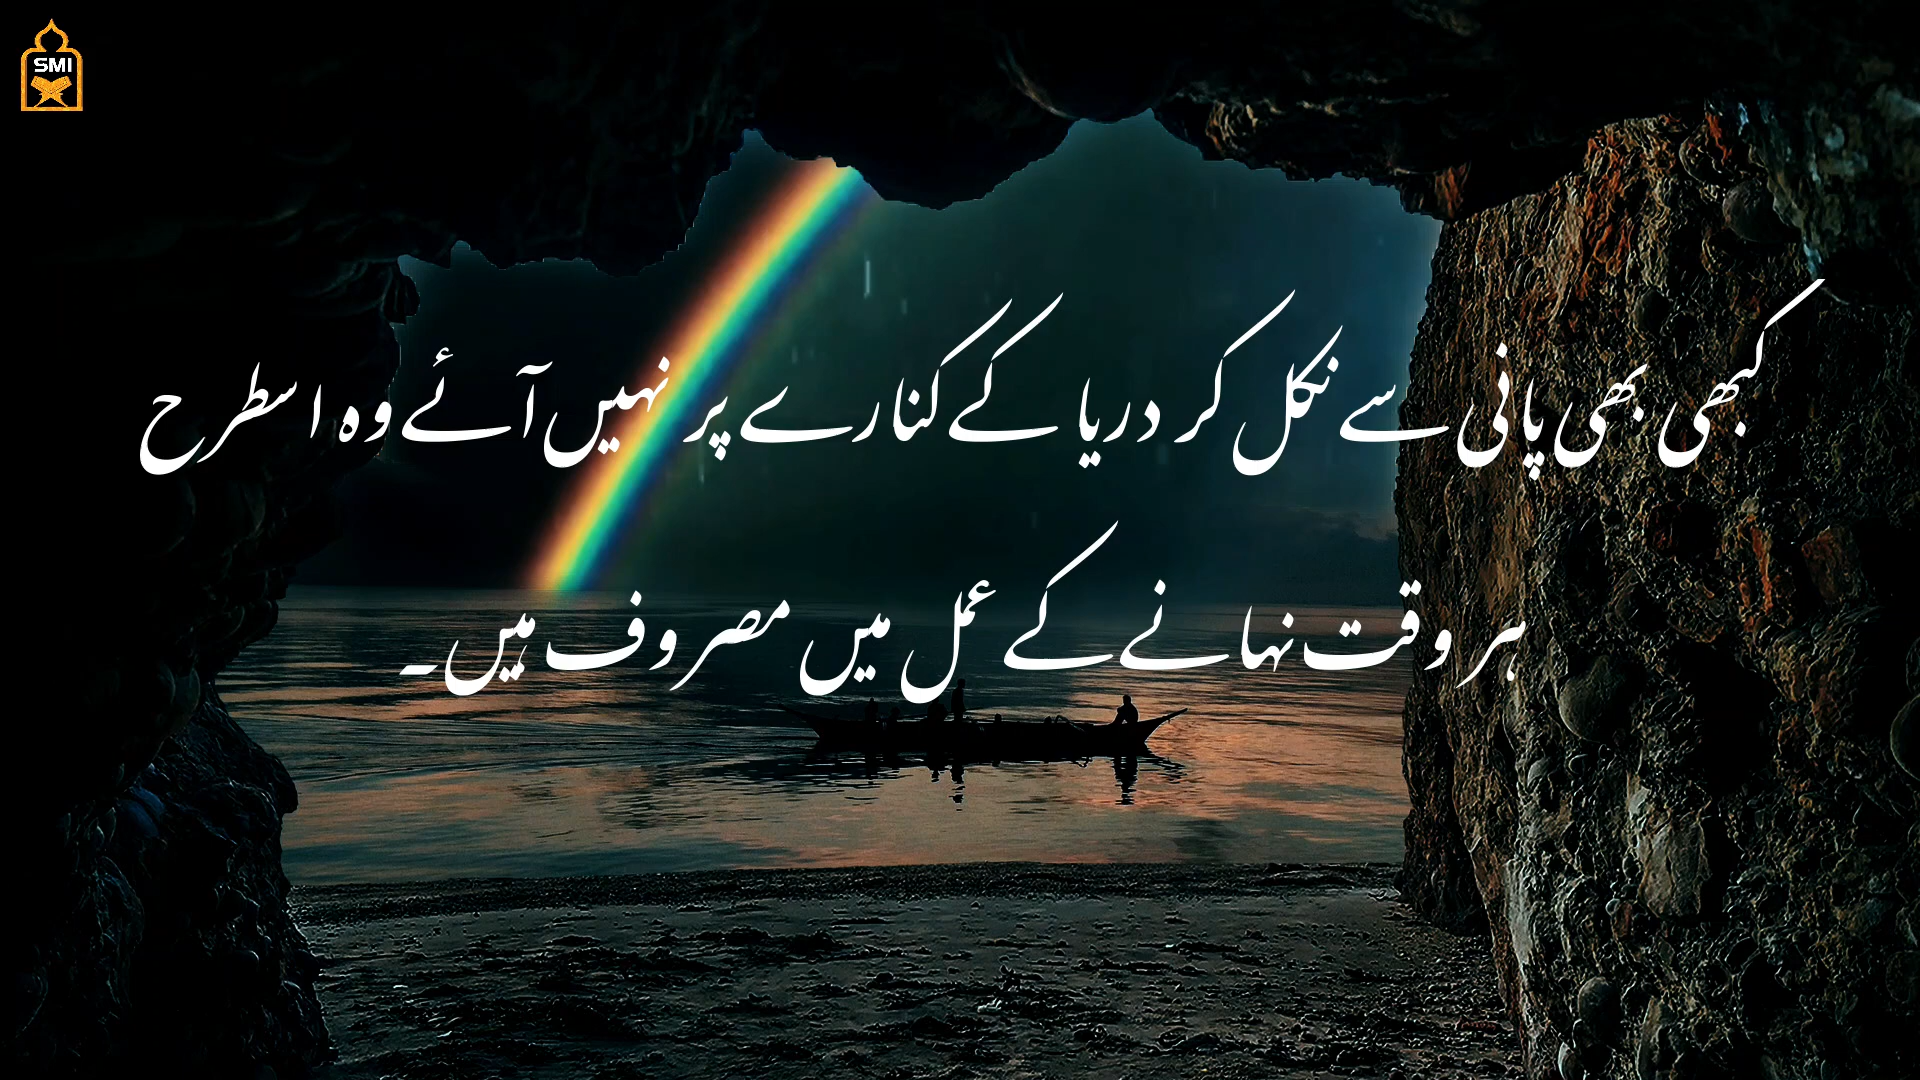 SMI
کبھی بھی پانی سے نکل کر دریا کے کنارے پر نہیں آئے وہ اسطرح
ہر وقت نہانے کے عمل میں مصروف ہیں۔